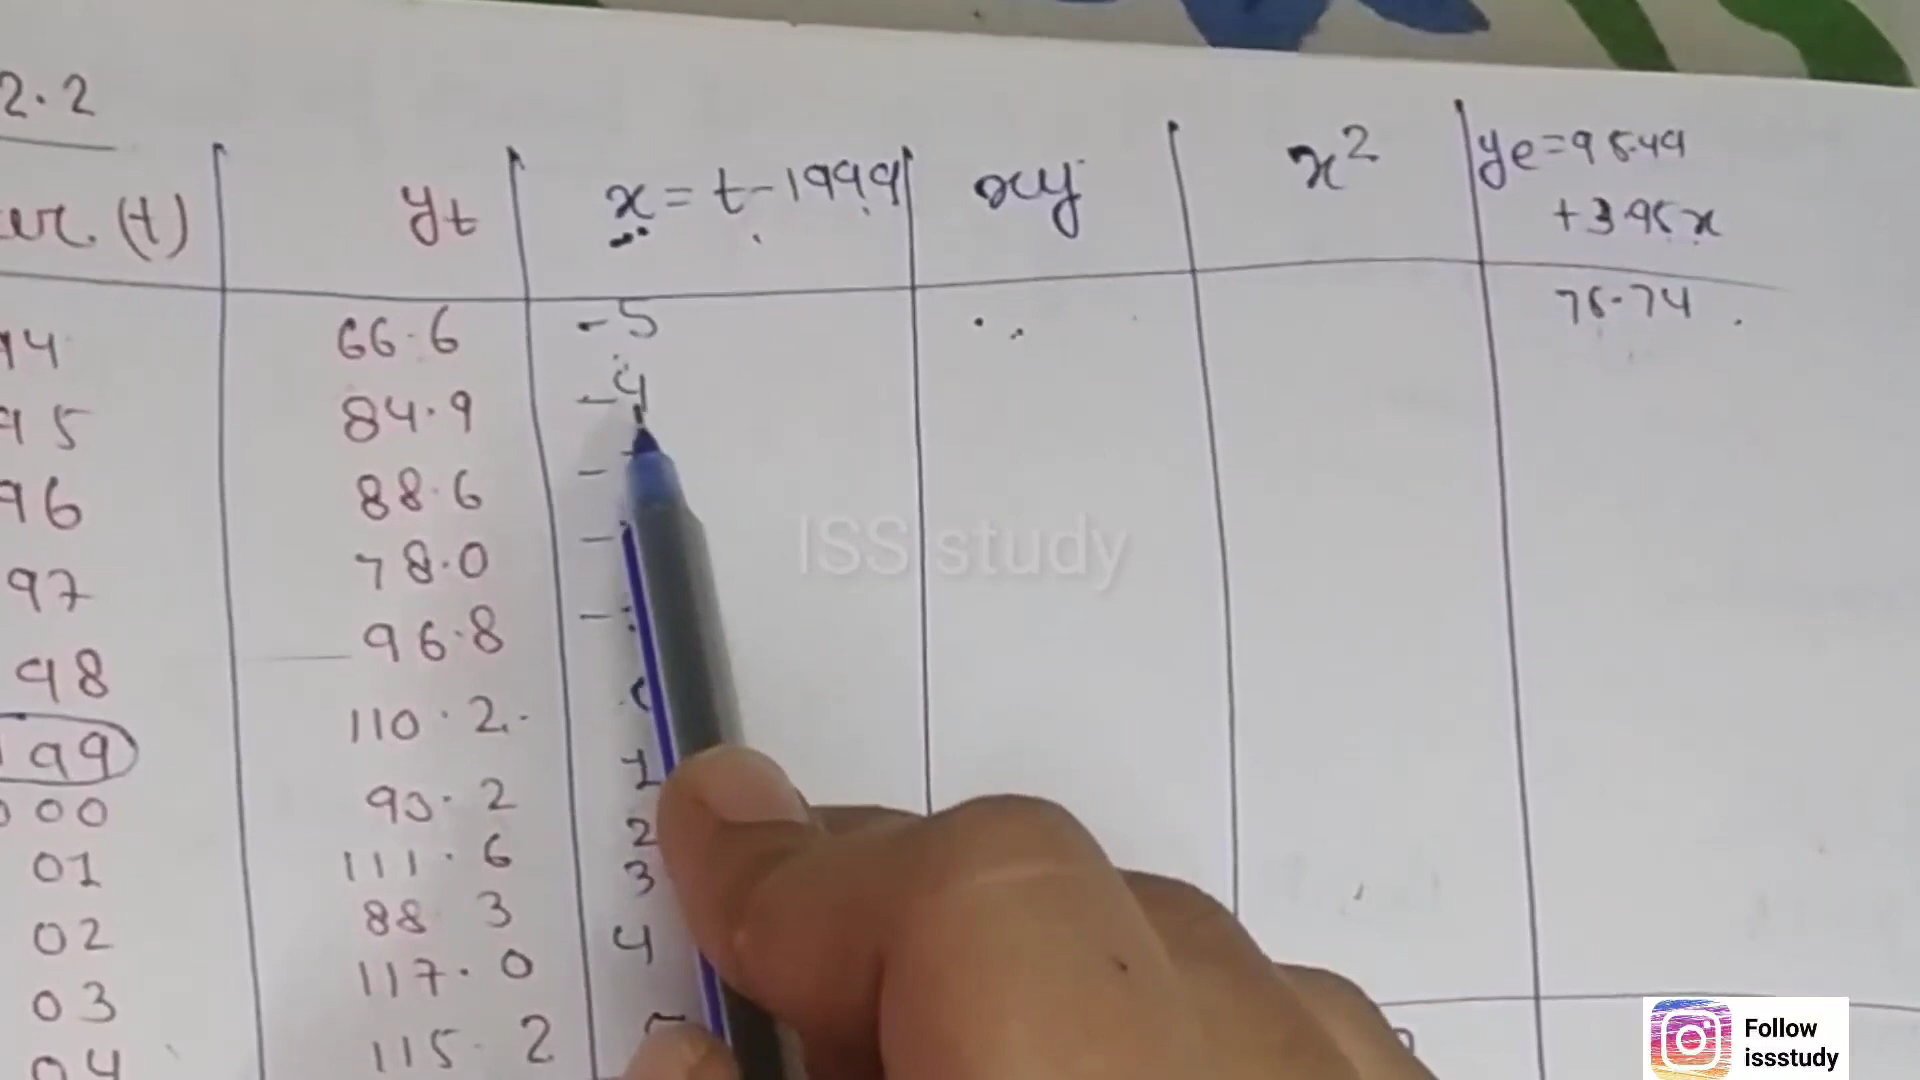 2.2
(t) yt x = t-1999 xy x² ye=95.49
+3.95x
94 66.6 -5 75.74
95 84.9 -4
96 88.6 -
97 78.0 -
98 96.8 -
199 110.2
000 93.2 1
01 111.6 2
02 88 3 3
03 117.0 4
04 115.2
ISS study
Follow
issstudy